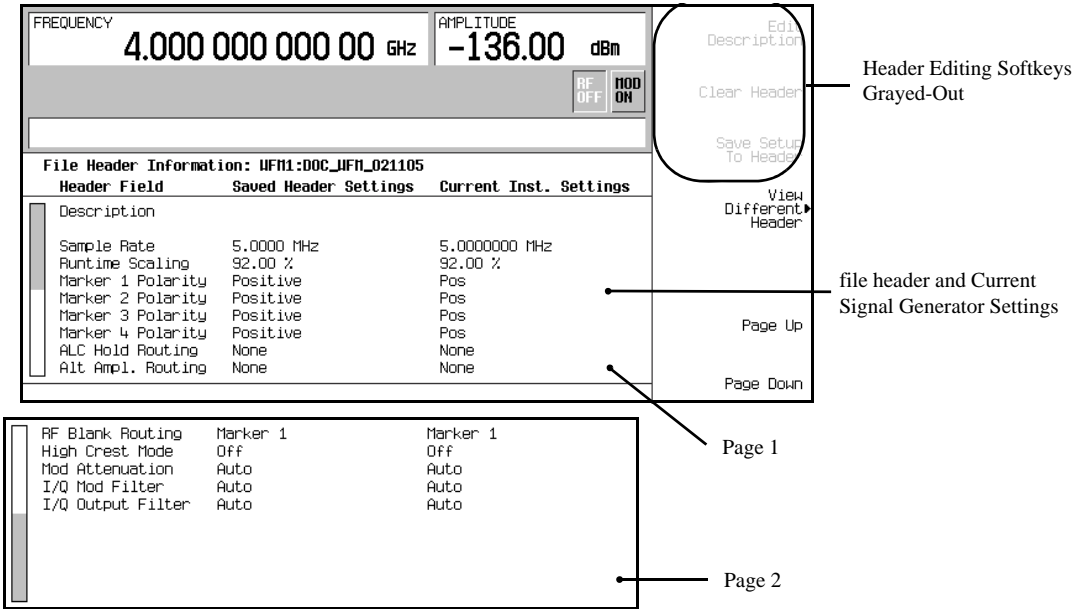 FREQUENCY
4.000 000 000 00 GHz
AMPLITUDE
-136.00 dBm
RF OFF
MOD ON
File Header Information: WFM1:DOC_WFM_021105
Header Field Saved Header Settings Current Inst. Settings
Description
Sample Rate 5.0000 MHz 5.0000000 MHz
Runtime Scaling 92.00 % 92.00 %
Marker 1 Polarity Positive Pos
Marker 2 Polarity Positive Pos
Marker 3 Polarity Positive Pos
Marker 4 Polarity Positive Pos
ALC Hold Routing None None
Alt Ampl. Routing None None
Edit
Description
Clear Header
Save Setup
To Header
View
Different
Header
Page Up
Page Down
Header Editing Softkeys
Grayed-Out
file header and Current
Signal Generator Settings
Page 1
RF Blank Routing Marker 1 Marker 1
High Crest Mode Off Off
Mod Attenuation Auto Auto
I/Q Mod Filter Auto Auto
I/Q Output Filter Auto Auto
Page 2